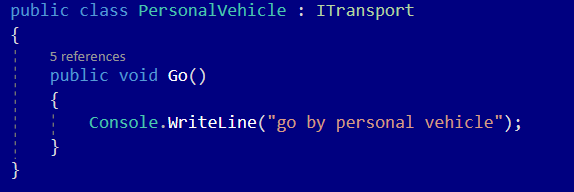 public class PersonalVehicle : ITransport
{
5 references
public void Go()
{
Console.WriteLine("go by personal vehicle");
}
}